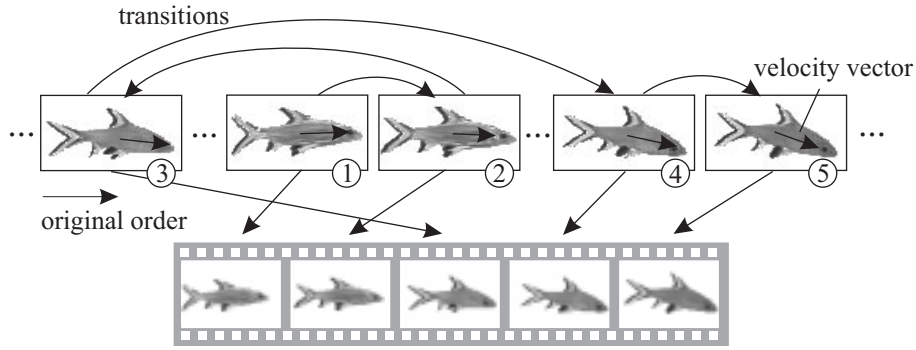 transitions
velocity vector
... ... ... ...
3 1 2 4 5
original order